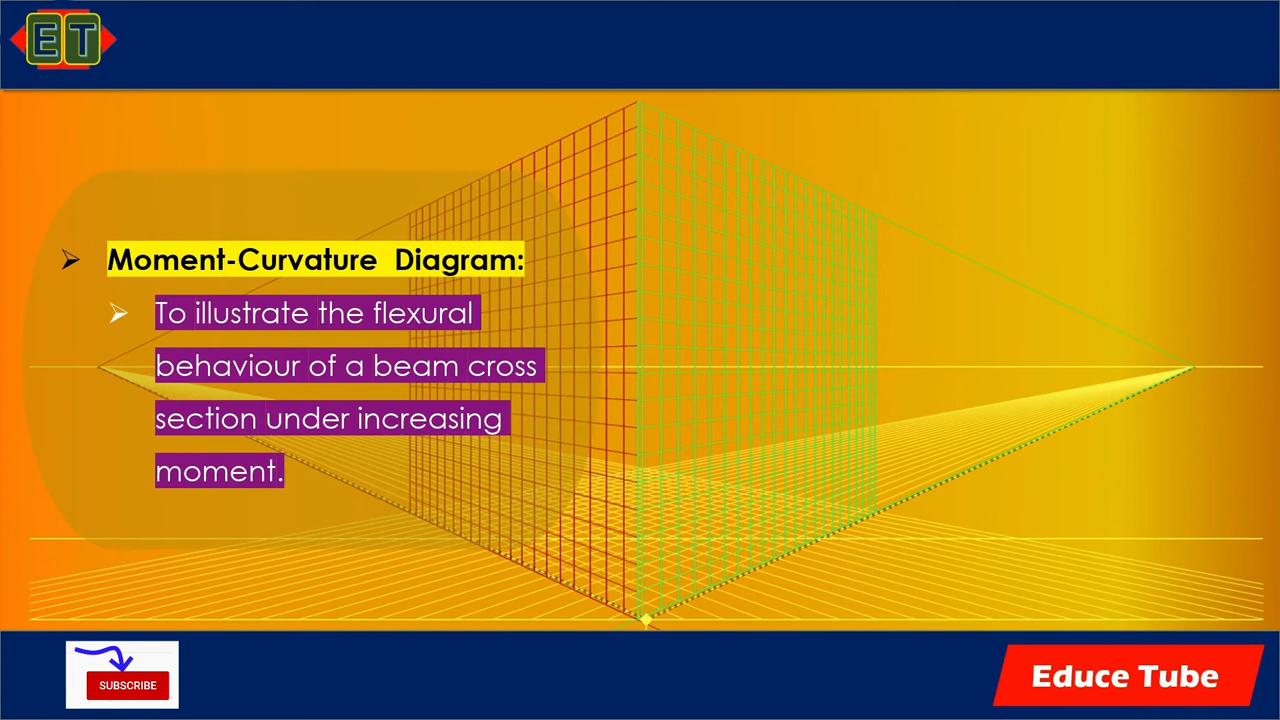 ET
Moment-Curvature Diagram:
To illustrate the flexural
behaviour of a beam cross
section under increasing
moment.
SUBSCRIBE
Educe Tube